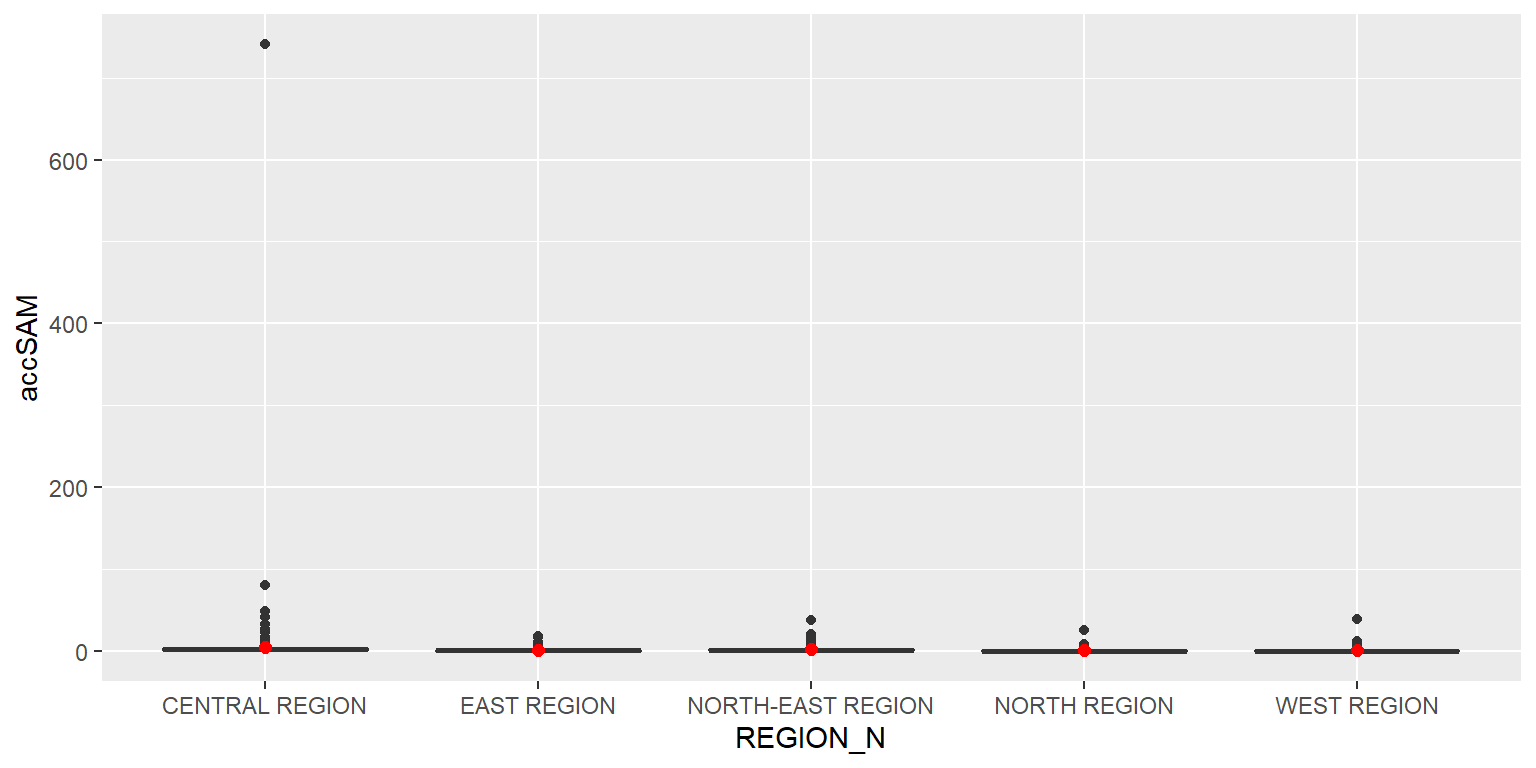 accSAM
600
400
200
0
CENTRAL REGION
EAST REGION
NORTH-EAST REGION
NORTH REGION
WEST REGION
REGION_N